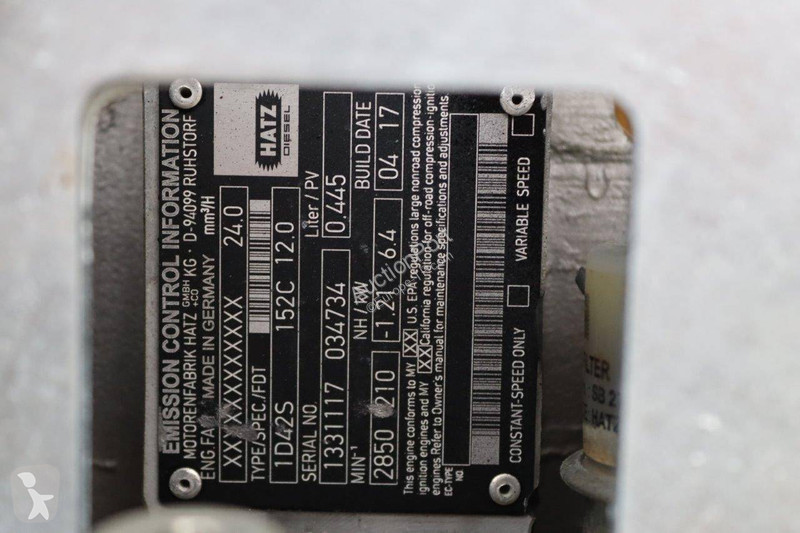 EMISSION CONTROL INFORMATION
MOTORENFABRIK HATZ GMBH +CO KG · D-94099 RUHSTORF
ENG.FA MADE IN GERMANY mm³/H
XXXXXXXXXXXX 24.0
HATZ
DIESEL
TYPE/SPEC/FDT
1D42S 152C 12.0
Liter / PV
0.445
SERIAL NO
1331117 034734
BUILD DATE
04.17
MIN⁻¹ NH / kW
2850 210 -1.2 6.4
This engine conforms to MY XX U.S. EPA regulations large nonroad compression
ignition engines and MY XX California regulation for off-road compression-ignition
engines. Refer to Owner's manual for maintenance specifications and adjustments
EC-TYPE
NO.
CONSTANT-SPEED ONLY VARIABLE SPEED